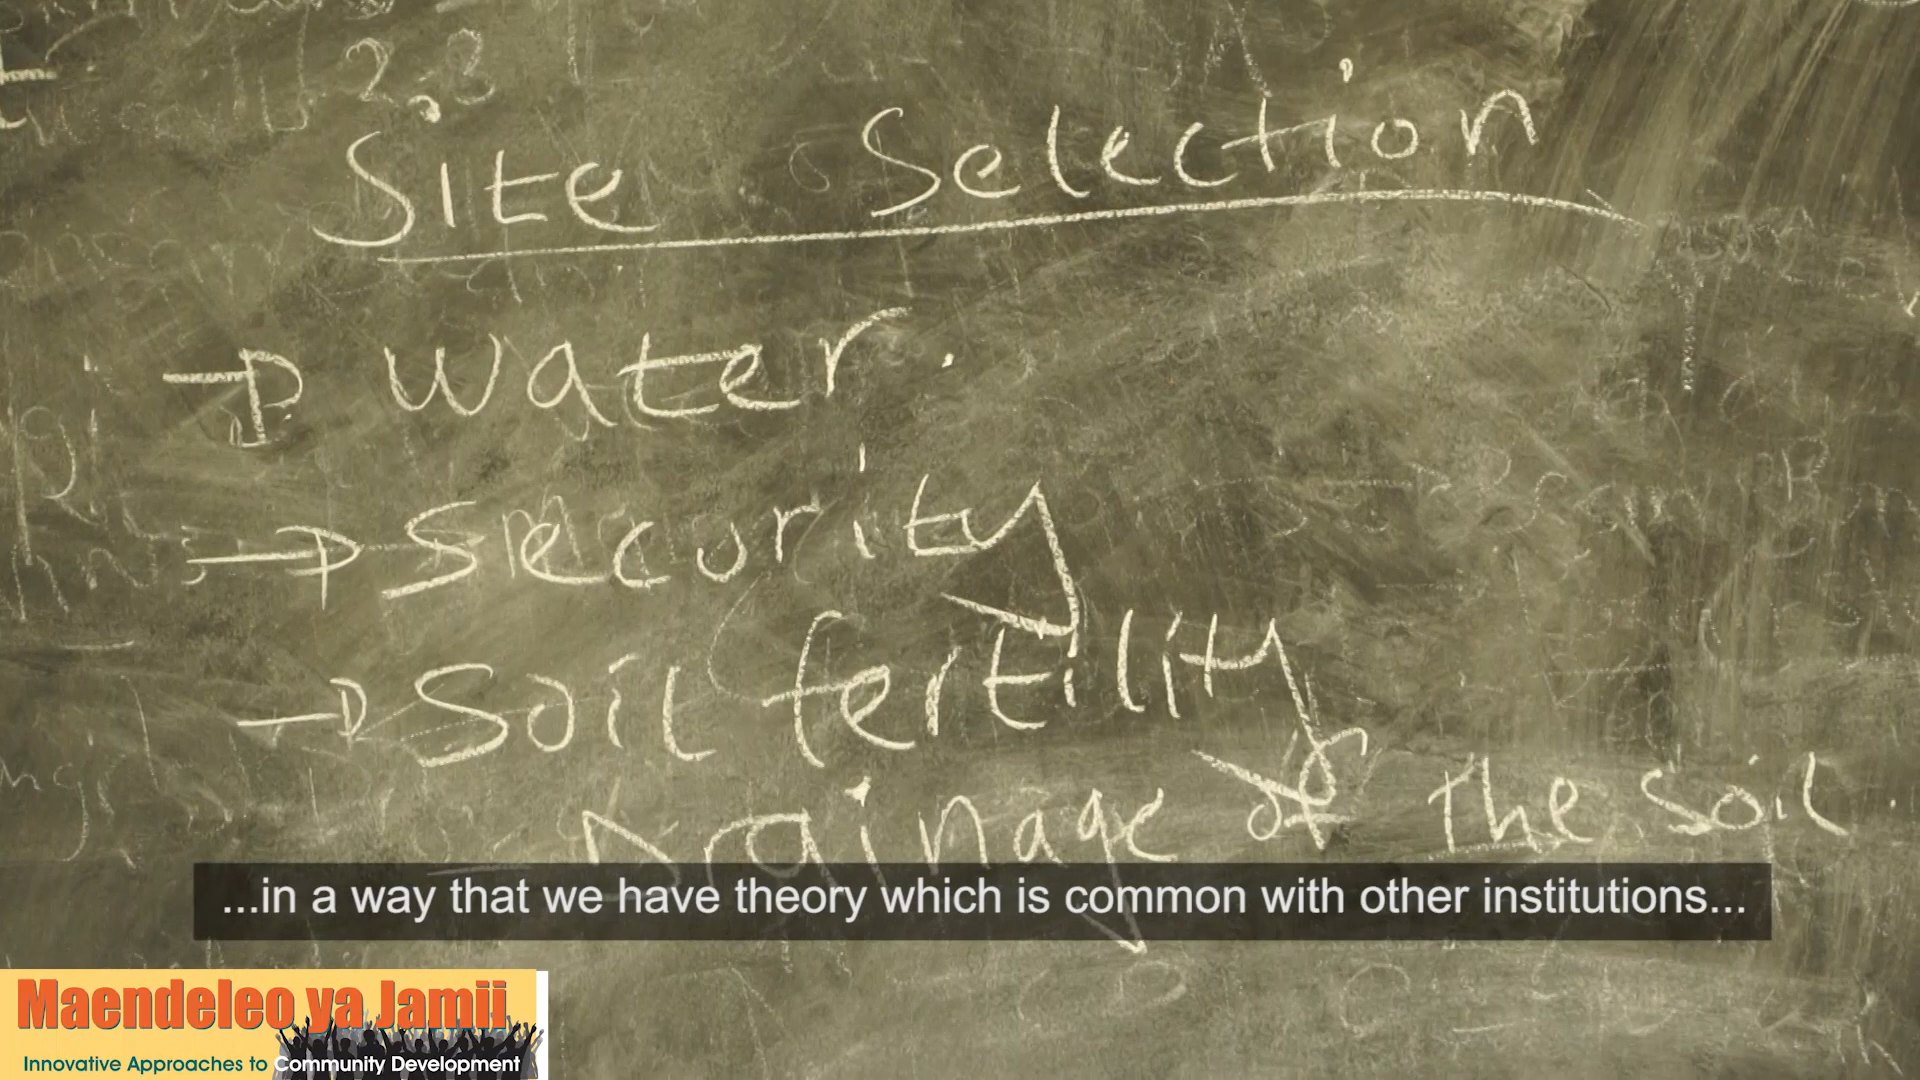 2.3
Site Selection
→ Water.
→ Security
→ Soil fertility
Drainage of the soil.
...in a way that we have theory which is common with other institutions...
Maendeleo ya Jamii
Innovative Approaches to Community Development